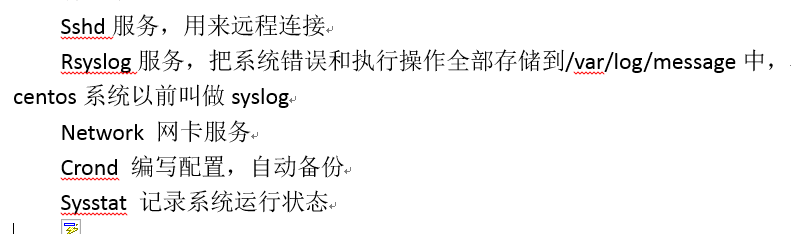 Sshd 服务，用来远程连接
Rsyslog 服务，把系统错误和执行操作全部存储到/var/log/message 中，
centos 系统以前叫做 syslog
Network 网卡服务
Crond 编写配置，自动备份
Sysstat 记录系统运行状态